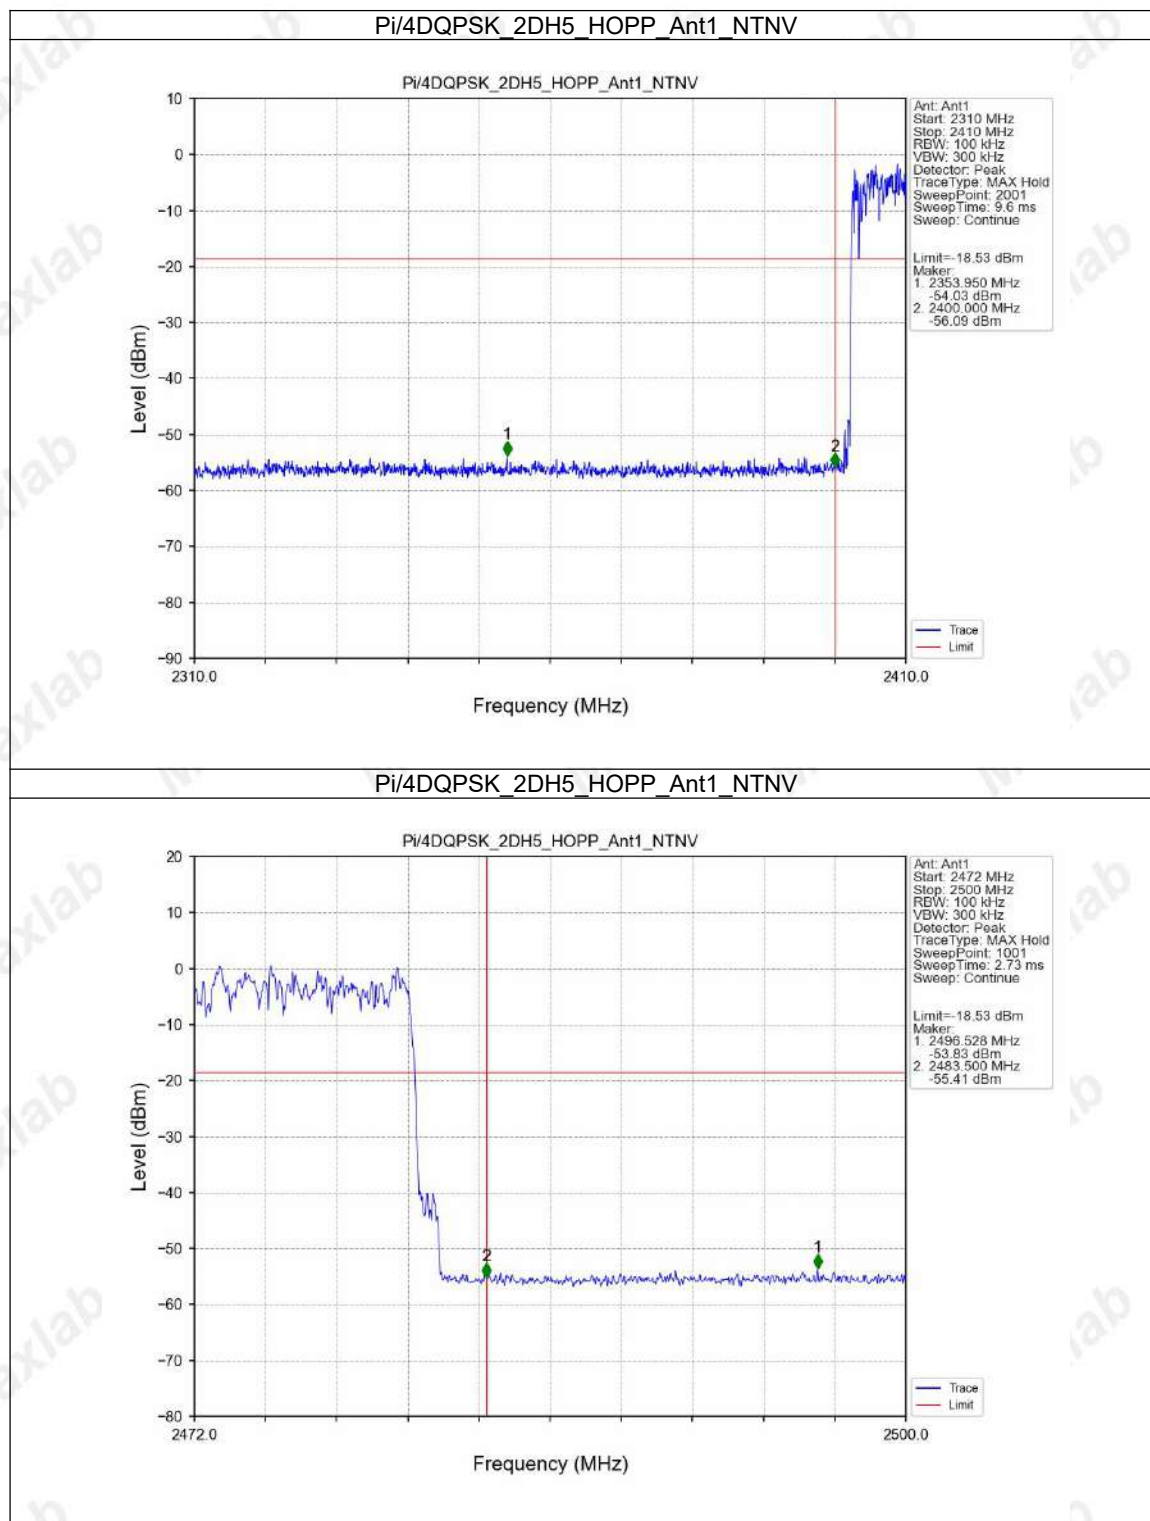 Pi/4DQPSK_2DH5_HOPP_Ant1_NTNV
Pi/4DQPSK_2DH5_HOPP_Ant1_NTNV
10
0
−10
−20
−30
−40
−50
−60
−70
−80
−90
Level (dBm)
1
2
2310.0
2410.0
Frequency (MHz)
Ant: Ant1
Start: 2310 MHz
Stop: 2410 MHz
RBW: 100 kHz
VBW: 300 kHz
Detector: Peak
TraceType: MAX Hold
SweepPoint: 2001
SweepTime: 9.6 ms
Sweep: Continue
Limit=-18.53 dBm
Maker:
1. 2353.950 MHz
-54.03 dBm
2. 2400.000 MHz
-56.09 dBm
Trace
Limit
Pi/4DQPSK_2DH5_HOPP_Ant1_NTNV
Pi/4DQPSK_2DH5_HOPP_Ant1_NTNV
20
10
0
−10
−20
−30
−40
−50
−60
−70
−80
Level (dBm)
2
1
2472.0
2500.0
Frequency (MHz)
Ant: Ant1
Start: 2472 MHz
Stop: 2500 MHz
RBW: 100 kHz
VBW: 300 kHz
Detector: Peak
TraceType: MAX Hold
SweepPoint: 1001
SweepTime: 2.73 ms
Sweep: Continue
Limit=-18.53 dBm
Maker:
1. 2496.528 MHz
-53.83 dBm
2. 2483.500 MHz
-55.41 dBm
Trace
Limit